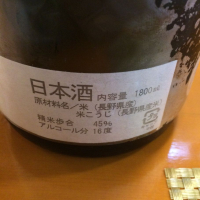 日本酒 内容量 1800ml
原材料名/米(長野県産)
米こうじ(長野県産米)
精米歩合 45%
アルコール分 16度